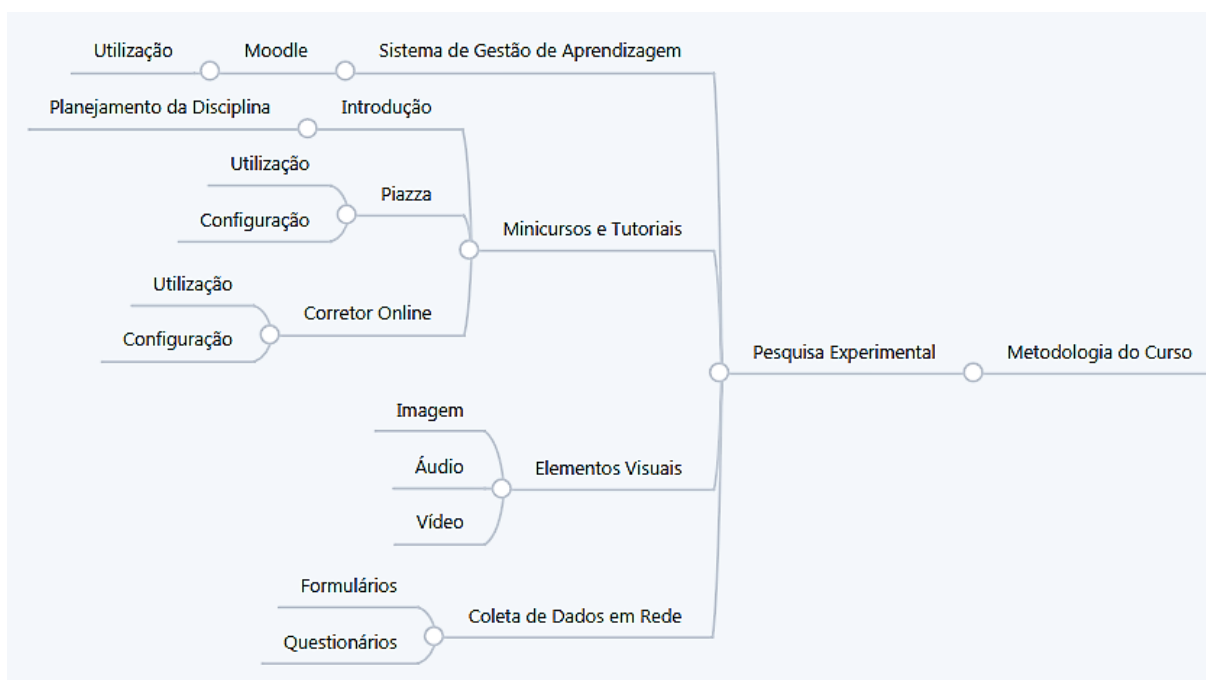 Utilização
Moodle
Sistema de Gestão de Aprendizagem
Planejamento da Disciplina
Introdução
Utilização
Piazza
Configuração
Minicursos e Tutoriais
Utilização
Corretor Online
Configuração
Pesquisa Experimental
Metodologia do Curso
Imagem
Áudio
Elementos Visuais
Vídeo
Formulários
Coleta de Dados em Rede
Questionários